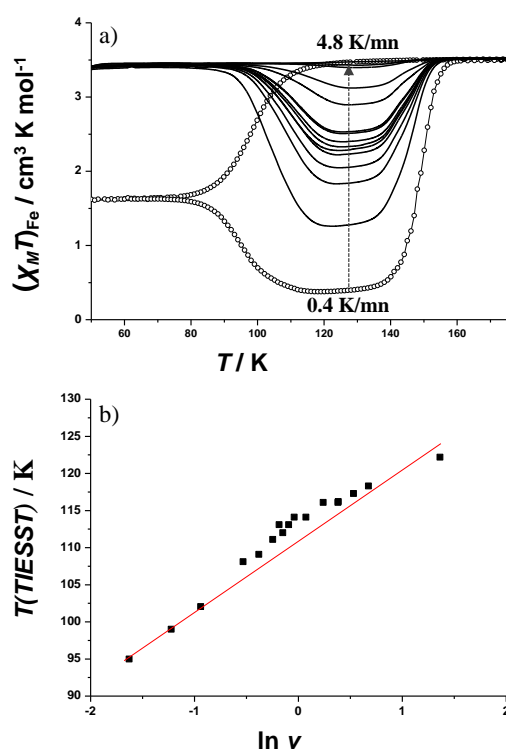 a)
4.8 K/mn
4
3
2
1
0
0.4 K/mn
60 80 100 120 140 160
(χMT)Fe / cm3 K mol-1
T / K
b)
125
120
115
110
105
100
95
90
-2 -1 0 1 2
T(TIESST) / K
ln v